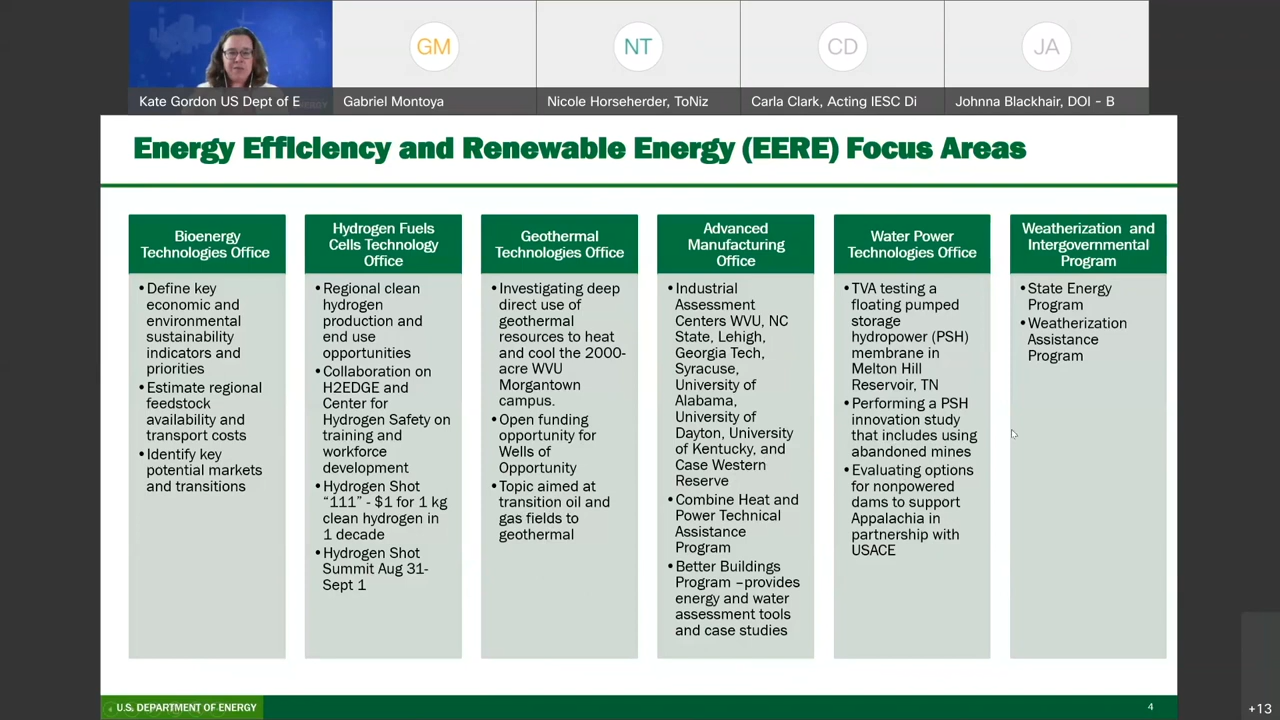 GM
NT
CD
JA
Kate Gordon US Dept of E
Gabriel Montoya
Nicole Horseherder, ToNiz
Carla Clark, Acting IESC Di
Johnna Blackhair, DOI - B
Energy Efficiency and Renewable Energy (EERE) Focus Areas
Bioenergy
Technologies Office
•Define key
economic and
environmental
sustainability
indicators and
priorities
•Estimate regional
feedstock
availability and
transport costs
•Identify key
potential markets
and transitions
Hydrogen Fuels
Cells Technology
Office
•Regional clean
hydrogen
production and
end use
opportunities
•Collaboration on
H2EDGE and
Center for
Hydrogen Safety on
training and
workforce
development
•Hydrogen Shot
“111” - $1 for 1 kg
clean hydrogen in
1 decade
•Hydrogen Shot
Summit Aug 31-
Sept 1
Geothermal
Technologies Office
•Investigating deep
direct use of
geothermal
resources to heat
and cool the 2000-
acre WVU
Morgantown
campus.
•Open funding
opportunity for
Wells of
Opportunity
•Topic aimed at
transition oil and
gas fields to
geothermal
Advanced
Manufacturing
Office
•Industrial
Assessment
Centers WVU, NC
State, Lehigh,
Georgia Tech,
Syracuse,
University of
Alabama,
University of
Dayton, University
of Kentucky, and
Case Western
Reserve
•Combine Heat and
Power Technical
Assistance
Program
•Better Buildings
Program –provides
energy and water
assessment tools
and case studies
Water Power
Technologies Office
•TVA testing a
floating pumped
storage
hydropower (PSH)
membrane in
Melton Hill
Reservoir, TN
•Performing a PSH
innovation study
that includes using
abandoned mines
•Evaluating options
for nonpowered
dams to support
Appalachia in
partnership with
USACE
Weatherization and
Intergovernmental
Program
•State Energy
Program
•Weatherization
Assistance
Program
U.S. DEPARTMENT OF ENERGY
4
+13